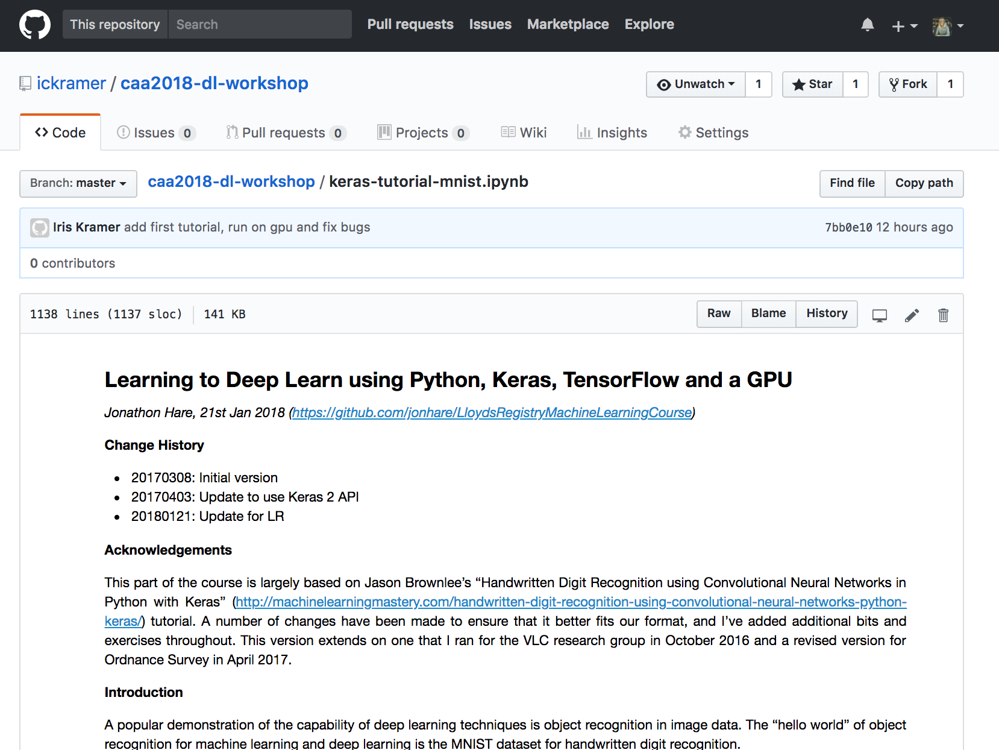 This repository Search Pull requests Issues Marketplace Explore
ickramer / caa2018-dl-workshop
Unwatch 1 Star 1 Fork 1
Code Issues 0 Pull requests 0 Projects 0 Wiki Insights Settings
Branch: master caa2018-dl-workshop / keras-tutorial-mnist.ipynb Find file Copy path
Iris Kramer add first tutorial, run on gpu and fix bugs 7bb0e10 12 hours ago
0 contributors
1138 lines (1137 sloc) 141 KB Raw Blame History
Learning to Deep Learn using Python, Keras, TensorFlow and a GPU
Jonathon Hare, 21st Jan 2018 (https://github.com/jonhare/LloydsRegistryMachineLearningCourse)
Change History
• 20170308: Initial version
• 20170403: Update to use Keras 2 API
• 20180121: Update for LR
Acknowledgements
This part of the course is largely based on Jason Brownlee’s “Handwritten Digit Recognition using Convolutional Neural Networks in
Python with Keras” (http://machinelearningmastery.com/handwritten-digit-recognition-using-convolutional-neural-networks-python-
keras/) tutorial. A number of changes have been made to ensure that it better fits our format, and I’ve added additional bits and
exercises throughout. This version extends on one that I ran for the VLC research group in October 2016 and a revised version for
Ordnance Survey in April 2017.
Introduction
A popular demonstration of the capability of deep learning techniques is object recognition in image data. The “hello world” of object
recognition for machine learning and deep learning is the MNIST dataset for handwritten digit recognition.